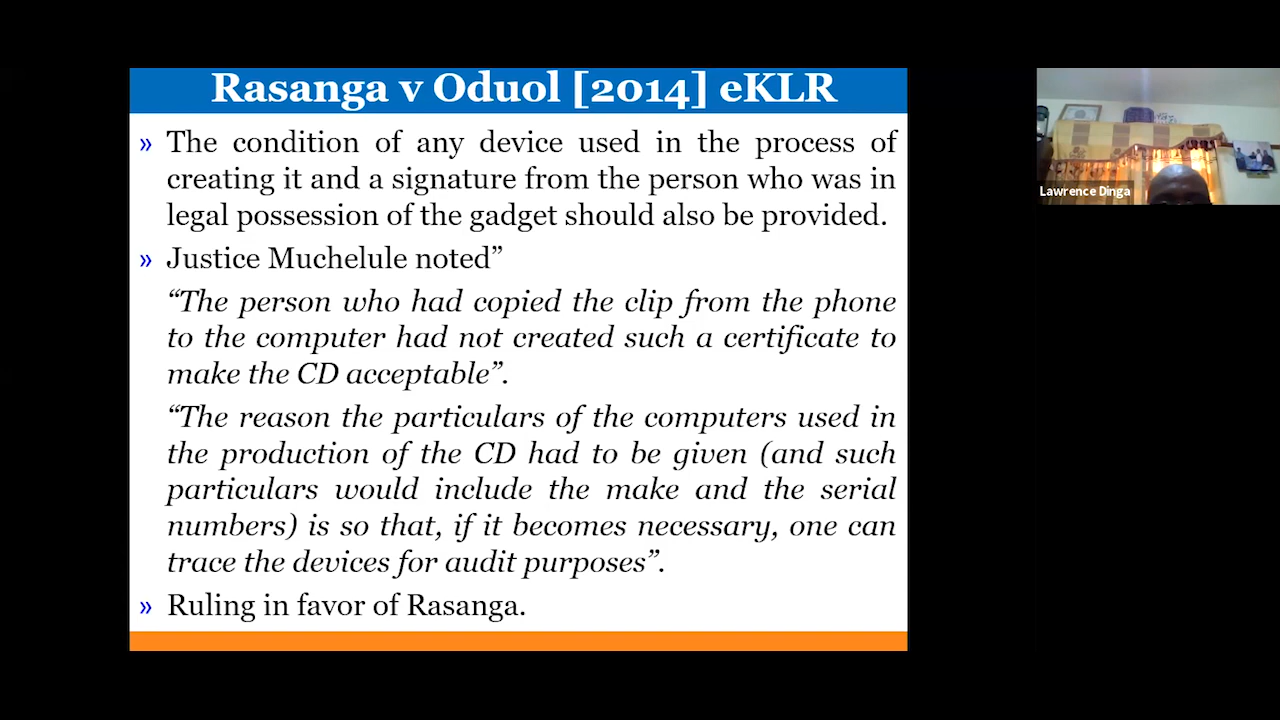 Rasanga v Oduol [2014] eKLR
» The condition of any device used in the process of
creating it and a signature from the person who was in
legal possession of the gadget should also be provided.
» Justice Muchelule noted”
“The person who had copied the clip from the phone
to the computer had not created such a certificate to
make the CD acceptable”.
“The reason the particulars of the computers used in
the production of the CD had to be given (and such
particulars would include the make and the serial
numbers) is so that, if it becomes necessary, one can
trace the devices for audit purposes”.
» Ruling in favor of Rasanga.
Lawrence Dinga